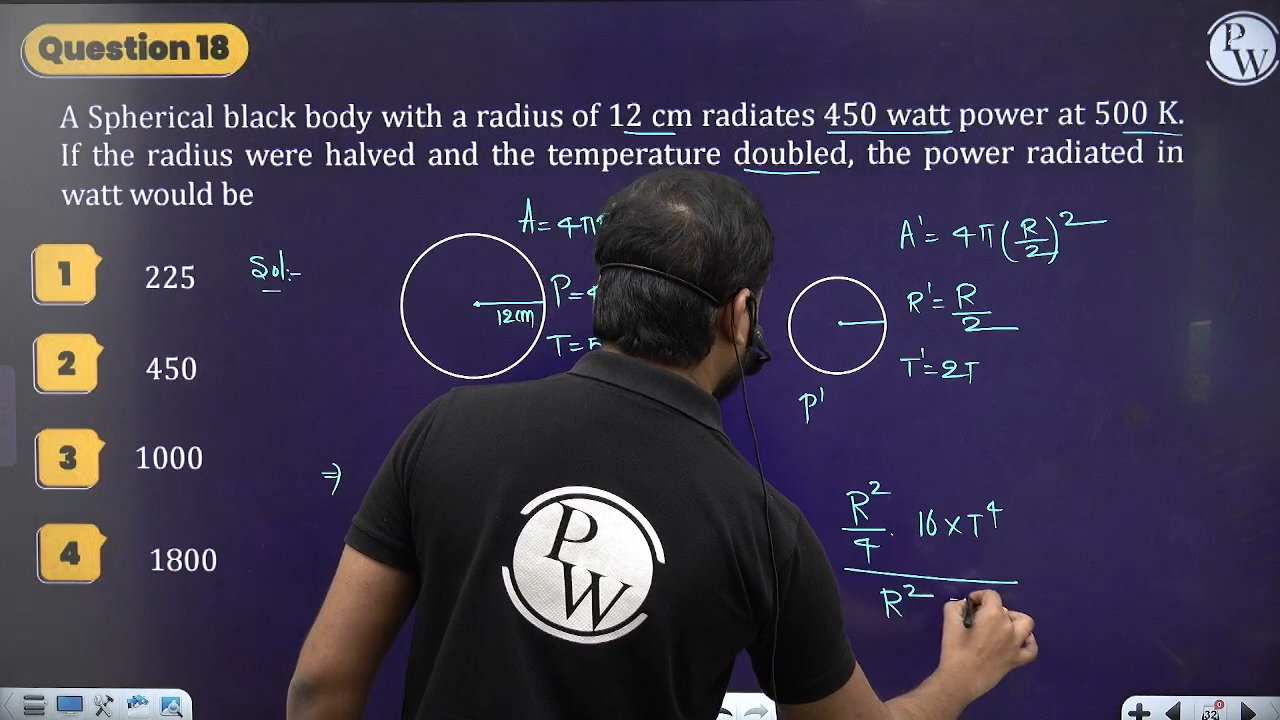 Question 18
PW
A Spherical black body with a radius of 12 cm radiates 450 watt power at 500 K.
If the radius were halved and the temperature doubled, the power radiated in
watt would be
1 225
2 450
3 1000
4 1800
Sol:-
A = 4π
P =
T =
12cm
A' = 4π(R/2)²
R' = R/2
T' = 2T
P'
⇒
R²/4 . 16 × T⁴
R²
PW
32